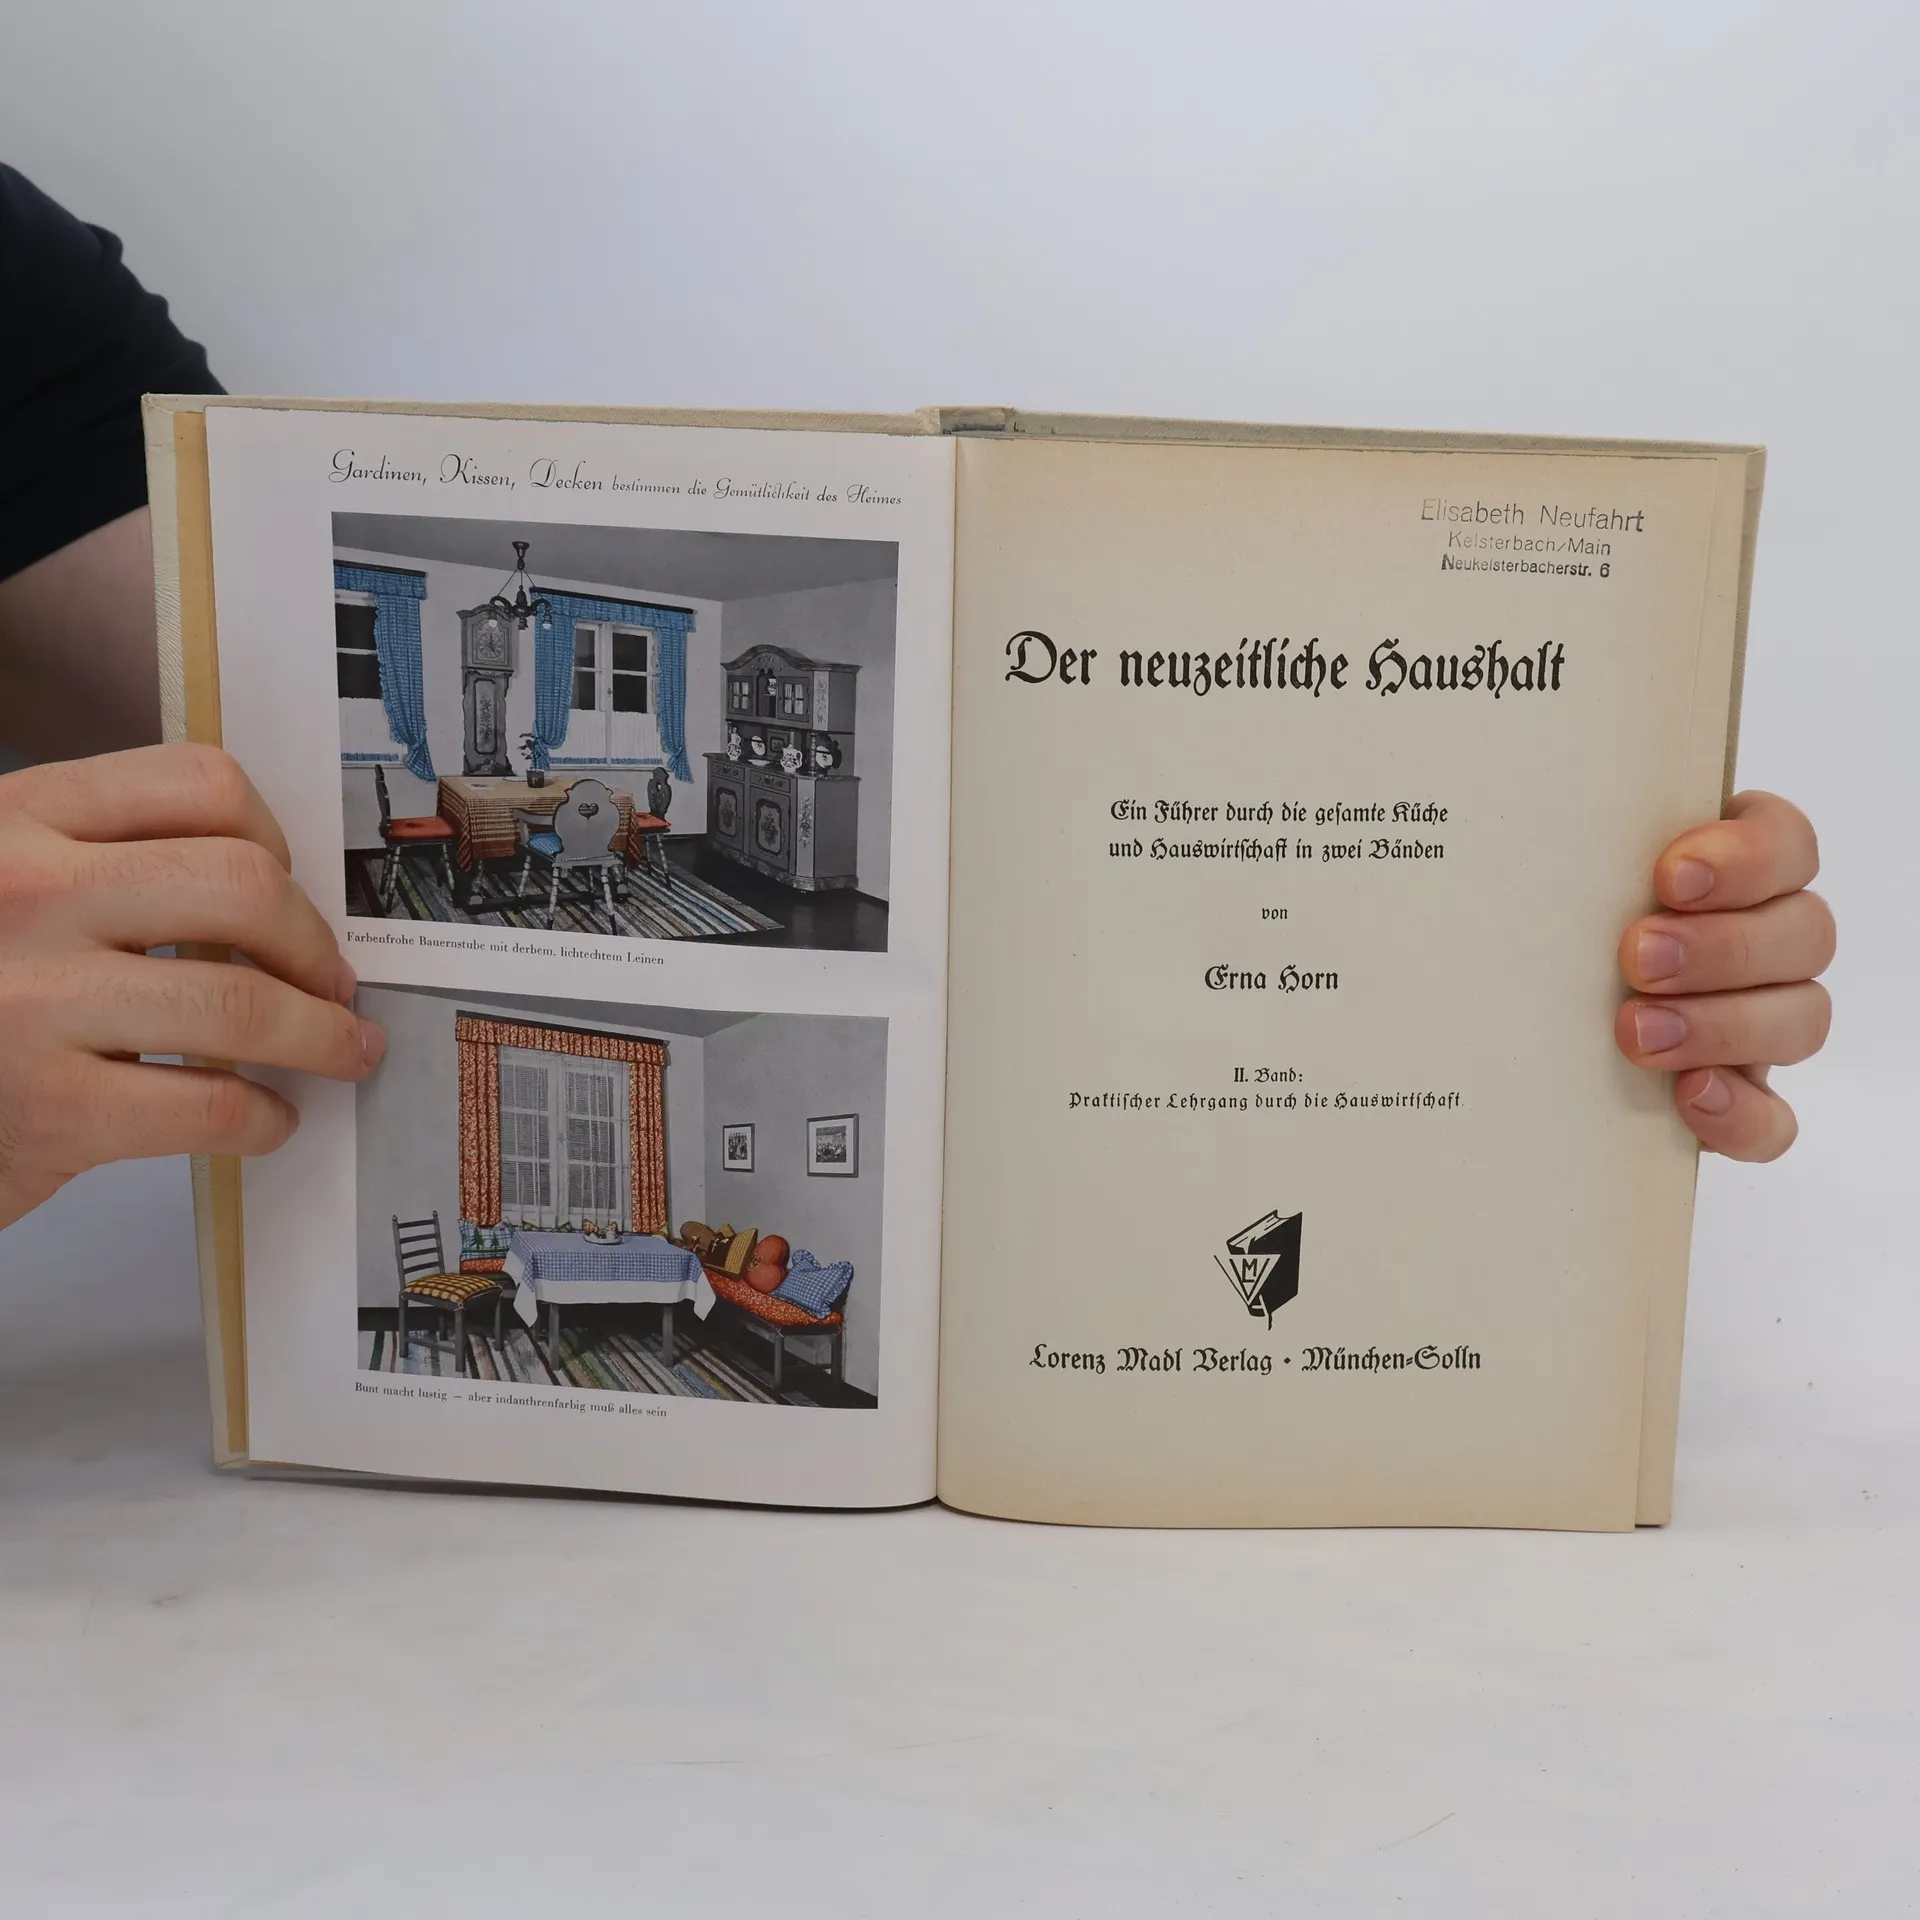 Gardinen, Kissen, Decken bestimmen die Gemütlichkeit des Heimes
Farbenfrohe Bauernstube mit derbem, lichtechtem Leinen
Bunt macht lustig – aber indanthrenfarbig muß alles sein
Elisabeth Neufahrt
Kelsterbach/Main
Neukelsterbacherstr. 6
Der neuzeitliche Haushalt
Ein Führer durch die geſamte Küche
und Hauswirtſchaft in zwei Bänden
von
Erna Horn
II. Band:
Praktiſcher Lehrgang durch die Hauswirtſchaft.
MLV
Lorenz Madl Verlag • München-Solln